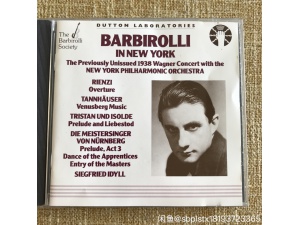 DUTTON LABORATORIES
The
Barbirolli
Society
BARBIROLLI
IN NEW YORK
The Previously Unissued 1938 Wagner Concert with the
NEW YORK PHILHARMONIC ORCHESTRA
RIENZI
Overture
TANNHÄUSER
Venusberg Music
TRISTAN UND ISOLDE
Prelude and Liebestod
DIE MEISTERSINGER
VON NÜRNBERG
Prelude, Act 3
Dance of the Apprentices
Entry of the Masters
SIEGFRIED IDYLL